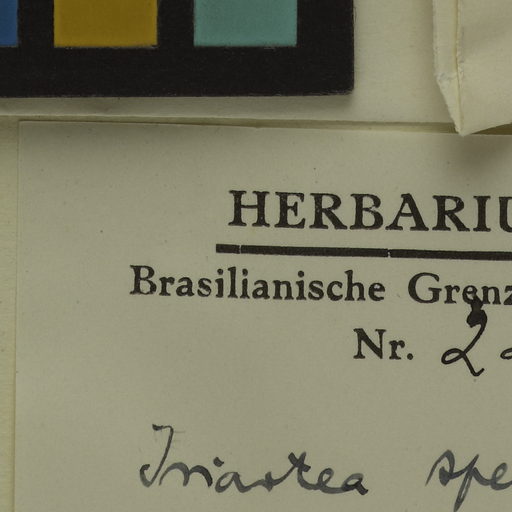 HERBARIU
Brasilianische Grenz
Nr. 2
Iriartea spe